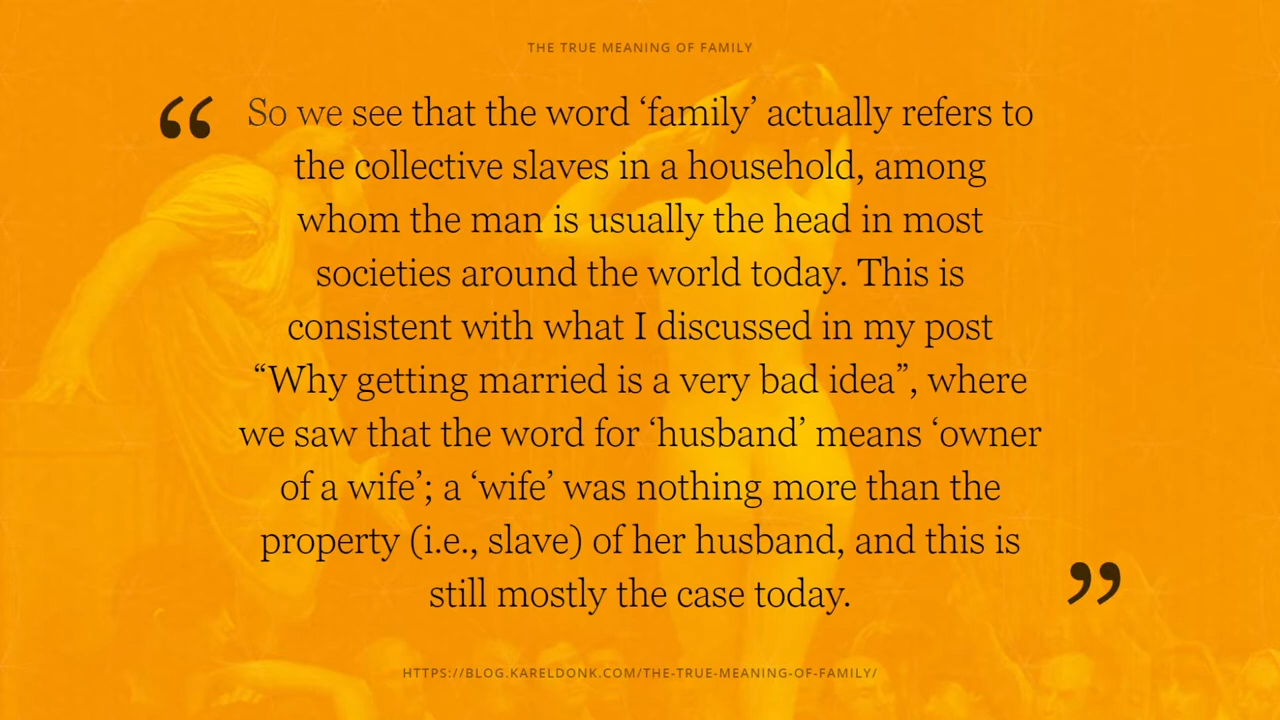 THE TRUE MEANING OF FAMILY
“So we see that the word ‘family’ actually refers to
the collective slaves in a household, among
whom the man is usually the head in most
societies around the world today. This is
consistent with what I discussed in my post
“Why getting married is a very bad idea”, where
we saw that the word for ‘husband’ means ‘owner
of a wife’; a ‘wife’ was nothing more than the
property (i.e., slave) of her husband, and this is
still mostly the case today.”
HTTPS://BLOG.KARELDONK.COM/THE-TRUE-MEANING-OF-FAMILY/